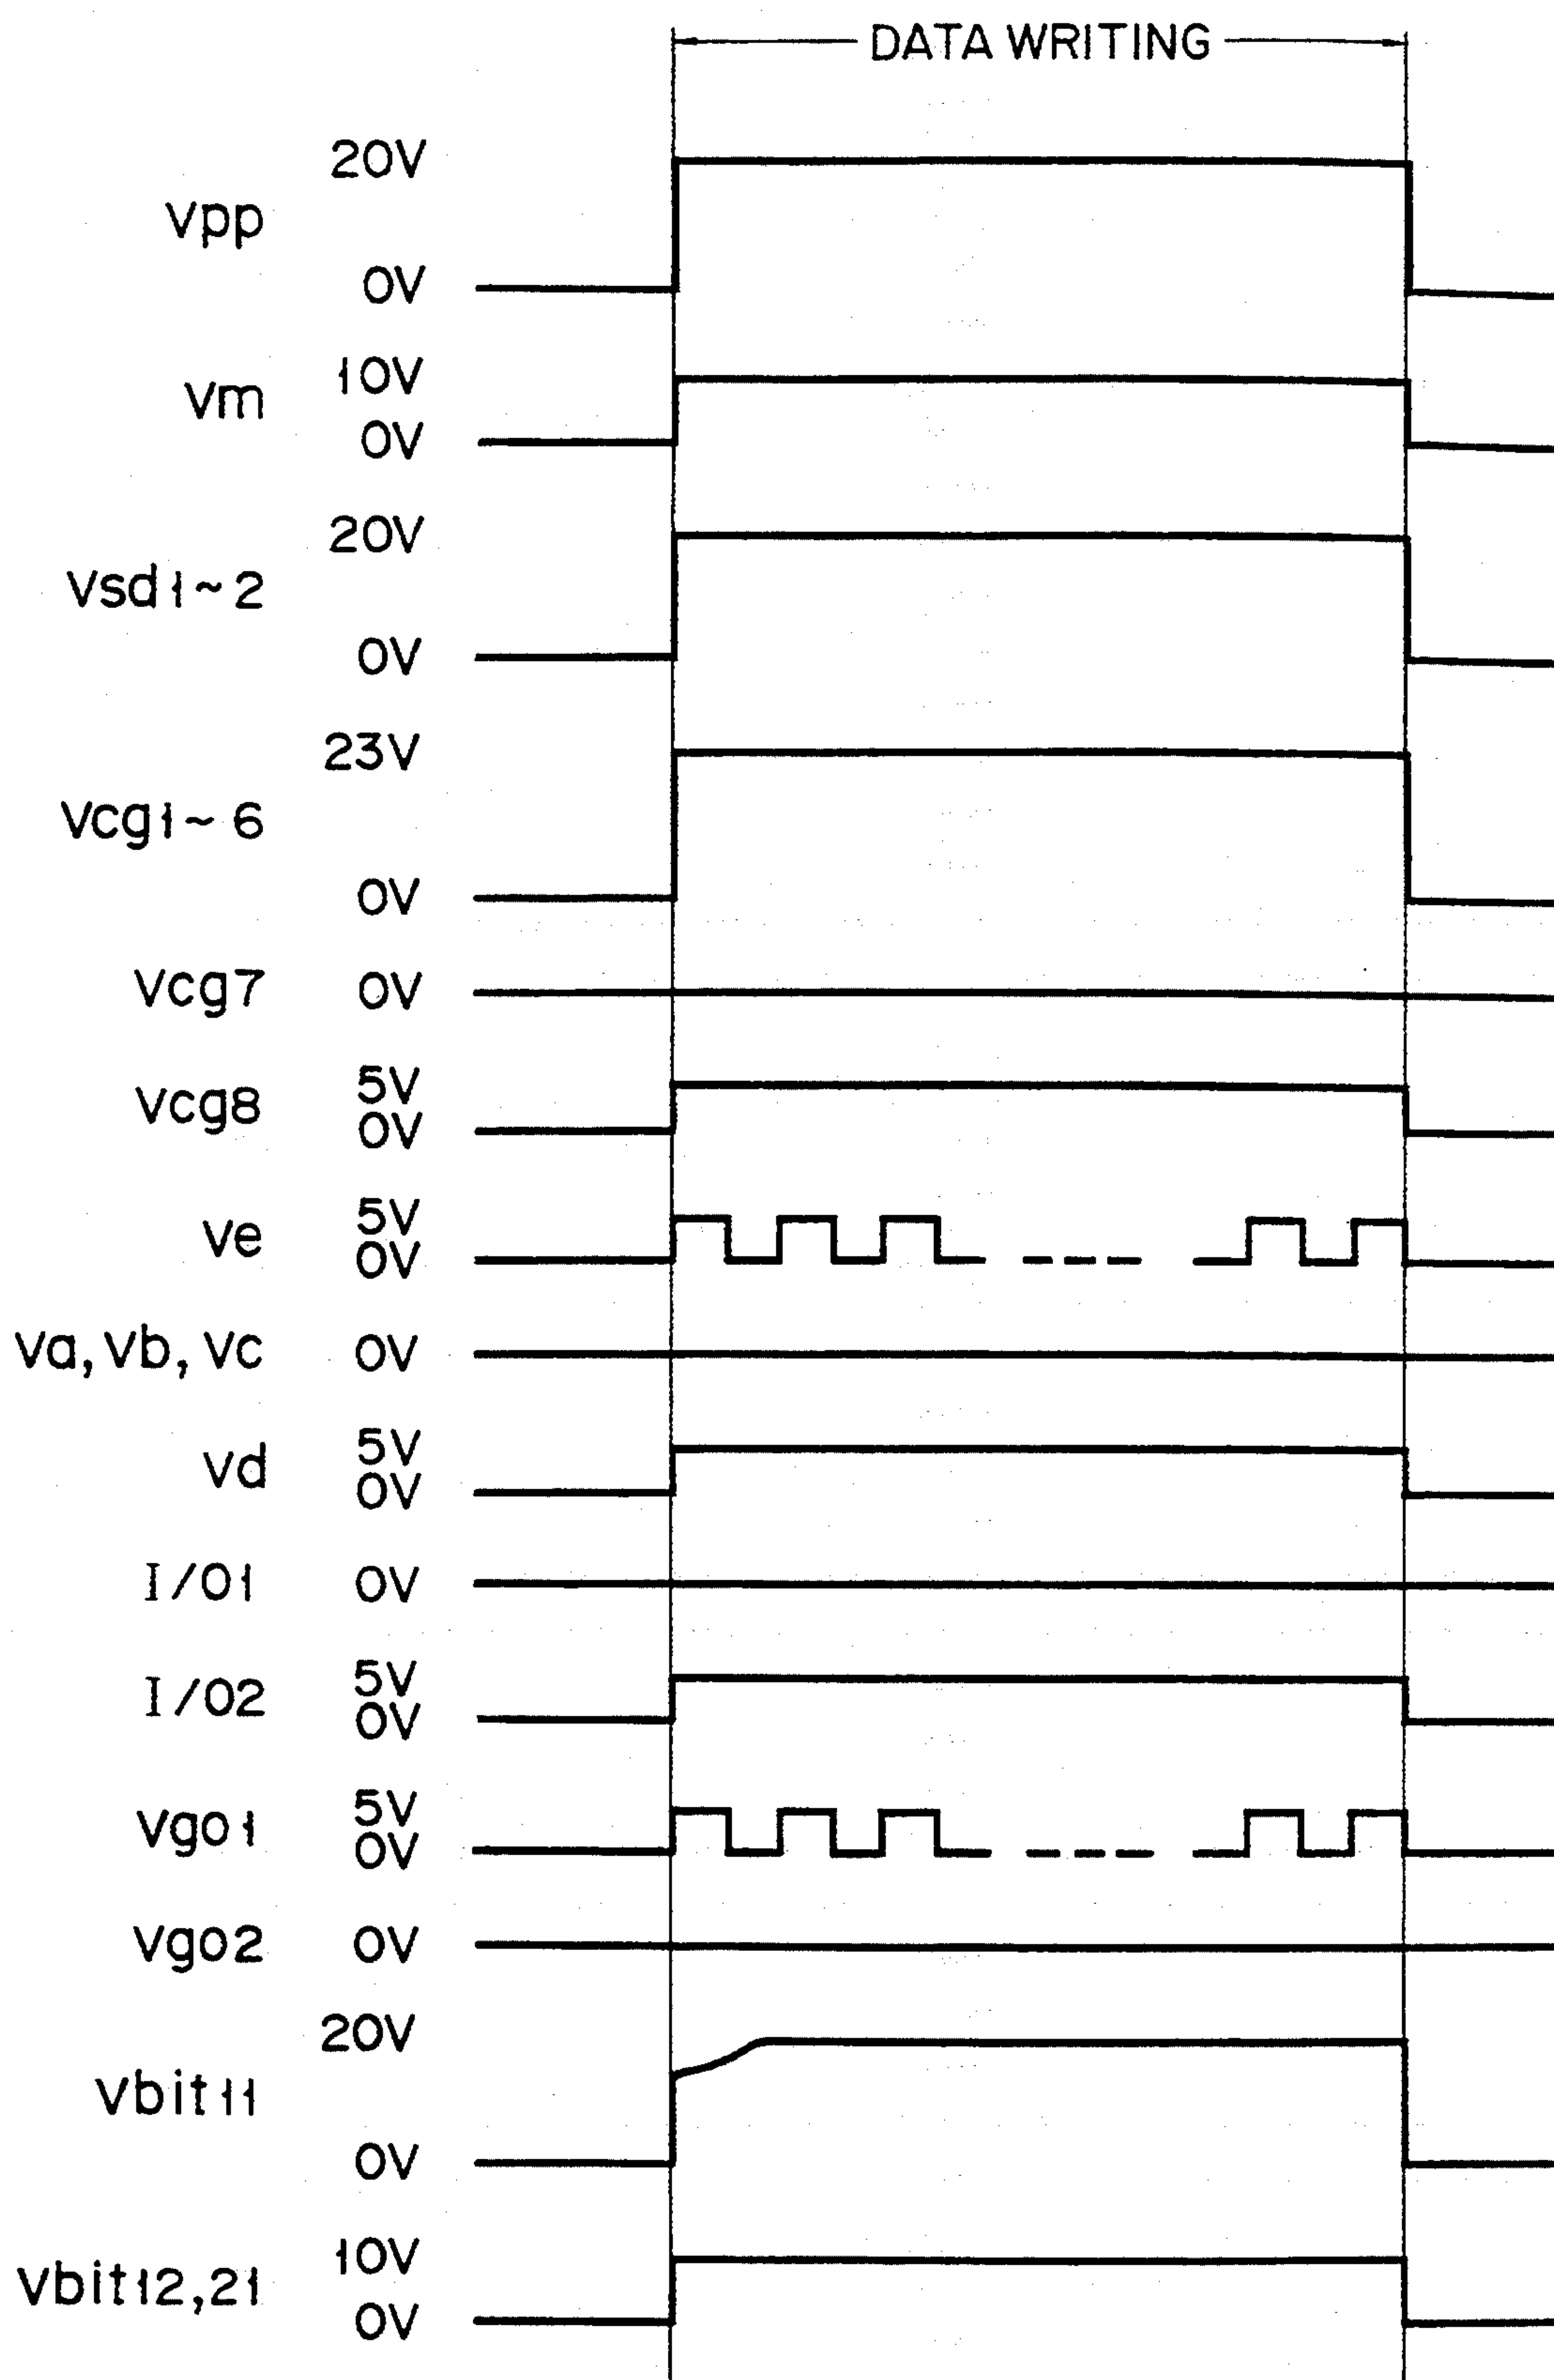 DATA WRITING
20V
Vpp
0V
10V
Vm
0V
20V
Vsd1~2
0V
23V
Vcg1~6
0V
Vcg7 0V
5V
Vcg8
0V
5V
Ve
0V
Va, Vb, Vc 0V
5V
Vd
0V
I/O1 0V
5V
I/O2
0V
5V
Vgo1
0V
Vgo2 0V
20V
Vbit11
0V
10V
Vbit12,21
0V